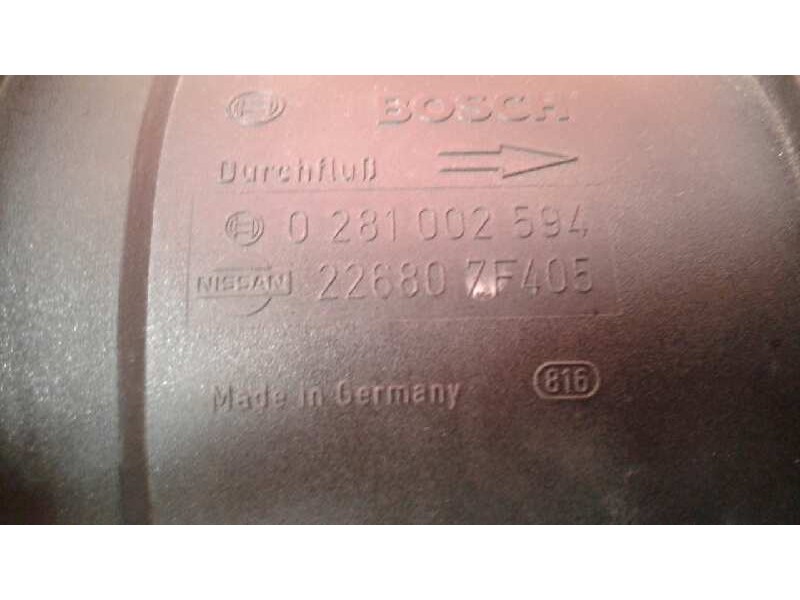 BOSCH
Durchfluß
0 281 002 594
NISSAN 22680 7F405
Made in Germany 816